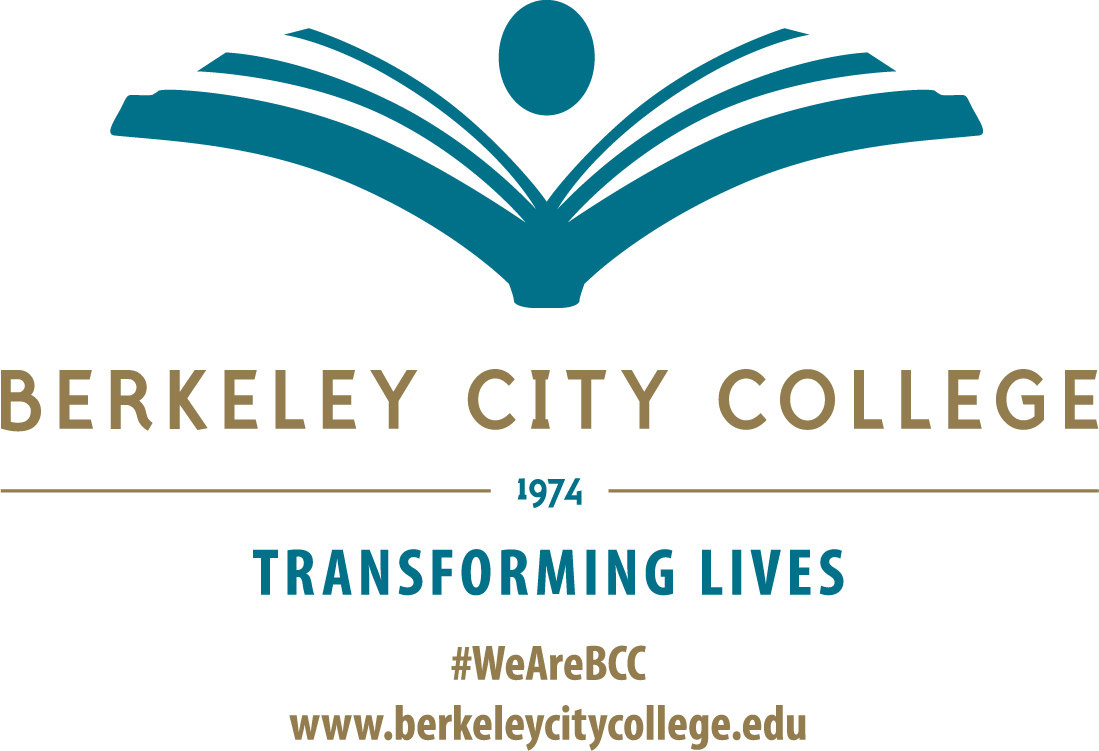 BERKELEY CITY COLLEGE
1974
TRANSFORMING LIVES
#WeAreBCC
www.berkeleycitycollege.edu